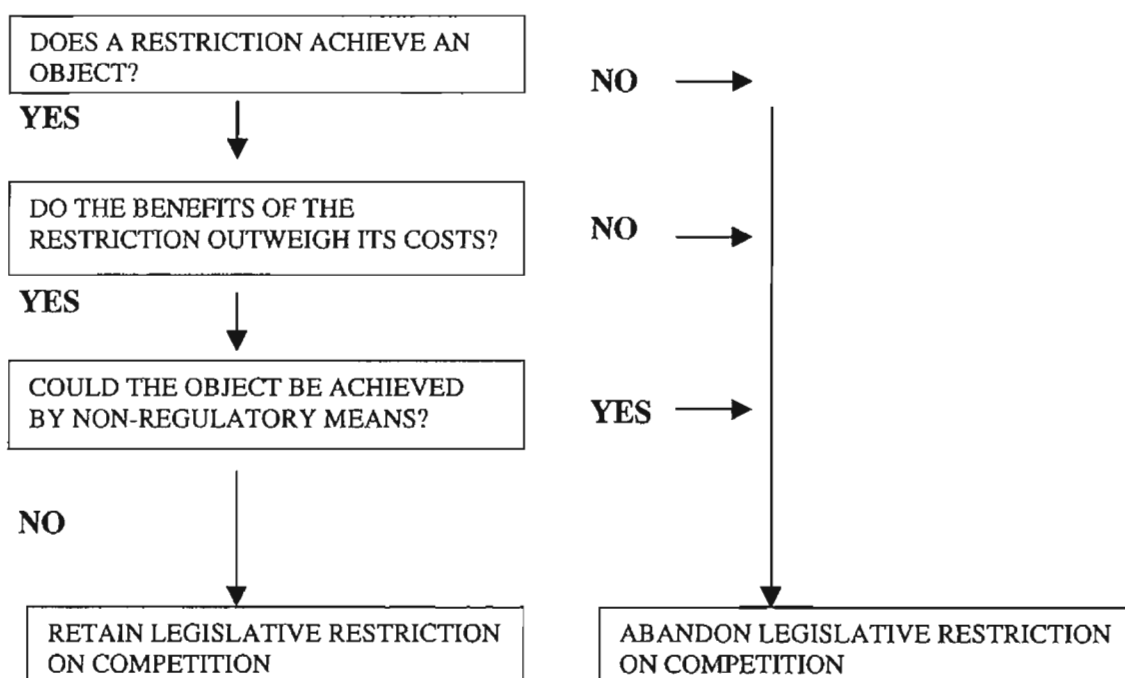 DOES A RESTRICTION ACHIEVE AN
OBJECT?
NO
YES
DO THE BENEFITS OF THE
RESTRICTION OUTWEIGH ITS COSTS?
NO
YES
COULD THE OBJECT BE ACHIEVED
BY NON-REGULATORY MEANS?
YES
NO
RETAIN LEGISLATIVE RESTRICTION
ON COMPETITION
ABANDON LEGISLATIVE RESTRICTION
ON COMPETITION